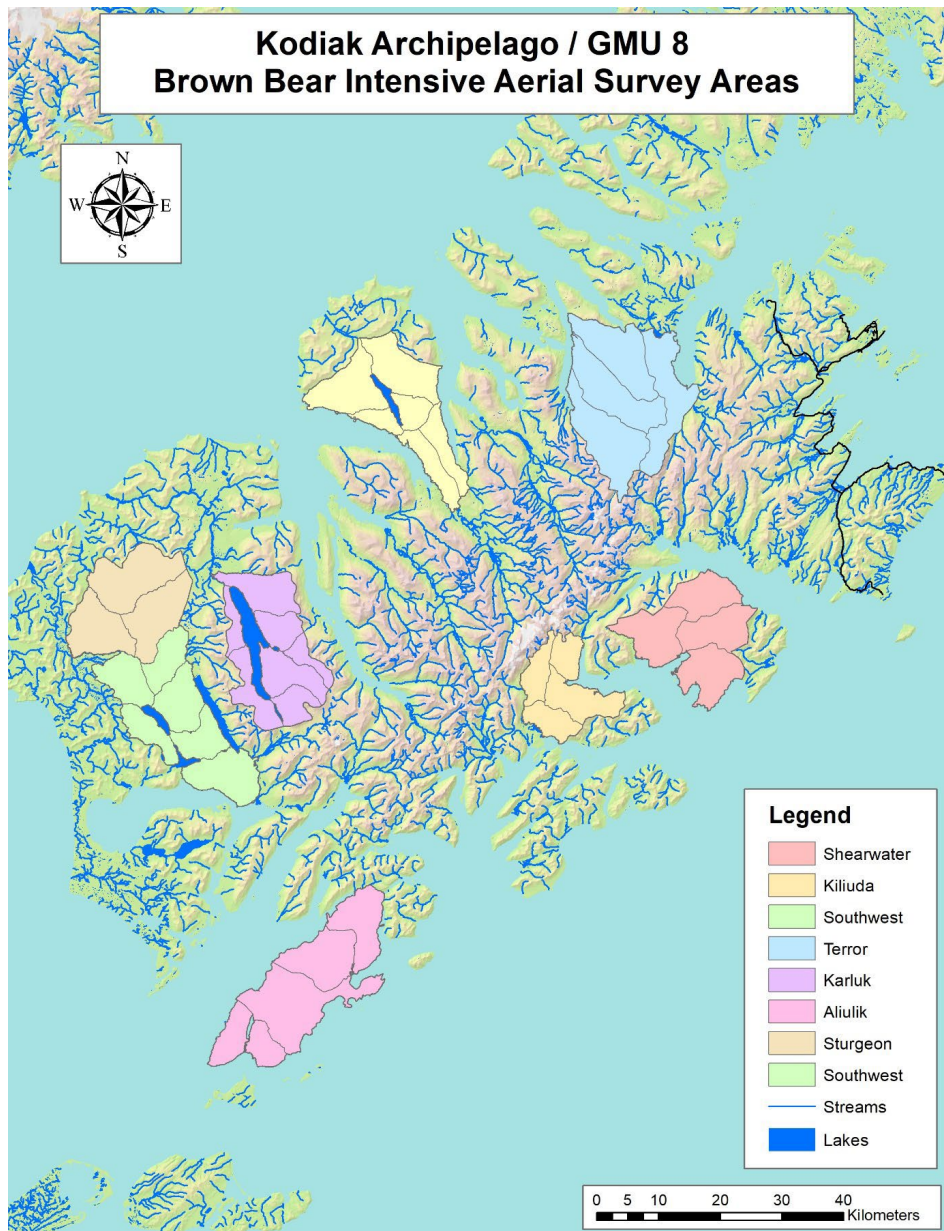 Kodiak Archipelago / GMU 8
Brown Bear Intensive Aerial Survey Areas
N
W E
S
Legend
Shearwater
Kiliuda
Southwest
Terror
Karluk
Aliulik
Sturgeon
Southwest
Streams
Lakes
0 5 10 20 30 40
Kilometers